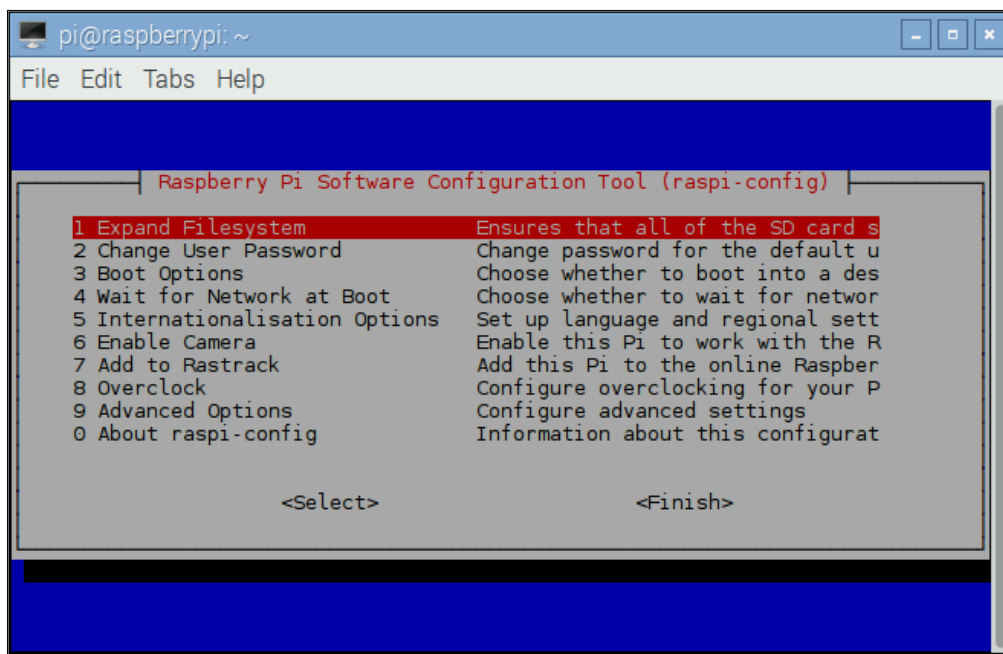 pi@raspberrypi: ~
File Edit Tabs Help
Raspberry Pi Software Configuration Tool (raspi-config)
1 Expand Filesystem Ensures that all of the SD card s
2 Change User Password Change password for the default u
3 Boot Options Choose whether to boot into a des
4 Wait for Network at Boot Choose whether to wait for networ
5 Internationalisation Options Set up language and regional sett
6 Enable Camera Enable this Pi to work with the R
7 Add to Rastrack Add this Pi to the online Raspber
8 Overclock Configure overclocking for your P
9 Advanced Options Configure advanced settings
0 About raspi-config Information about this configurat
<Select> <Finish>